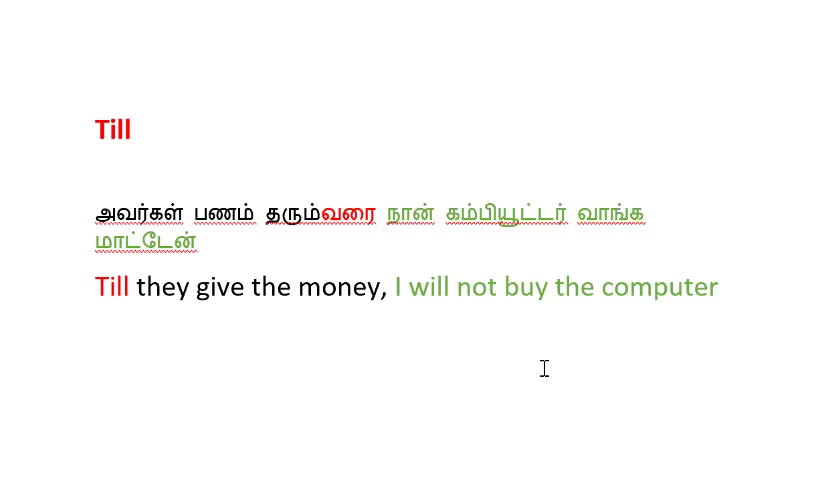 Till
அவர்கள் பணம் தரும்வரை நான் கம்பியூட்டர் வாங்க
மாட்டேன்
Till they give the money, I will not buy the computer